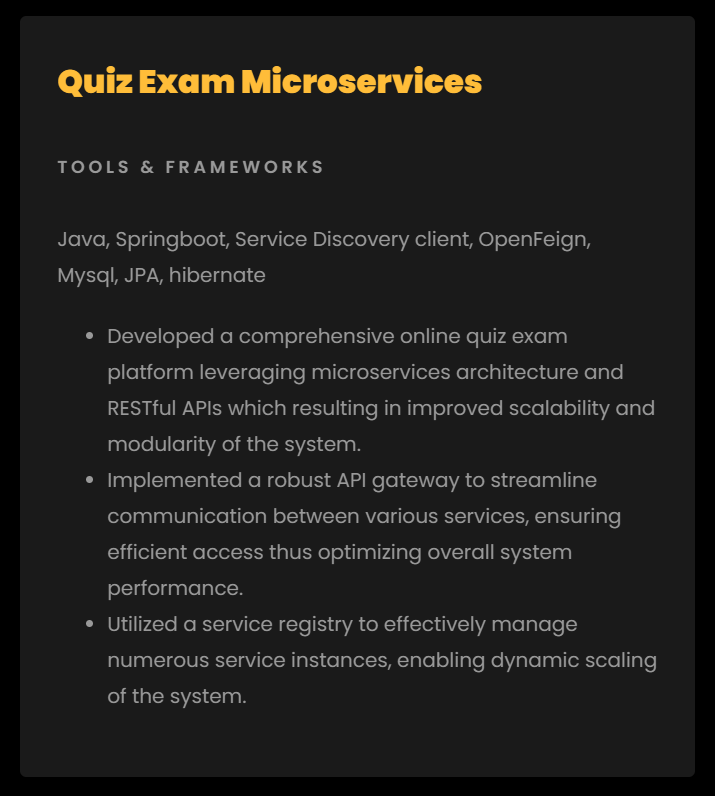 Quiz Exam Microservices
TOOLS & FRAMEWORKS
Java, Springboot, Service Discovery client, OpenFeign,
Mysql, JPA, hibernate
• Developed a comprehensive online quiz exam
platform leveraging microservices architecture and
RESTful APIs which resulting in improved scalability and
modularity of the system.
• Implemented a robust API gateway to streamline
communication between various services, ensuring
efficient access thus optimizing overall system
performance.
• Utilized a service registry to effectively manage
numerous service instances, enabling dynamic scaling
of the system.